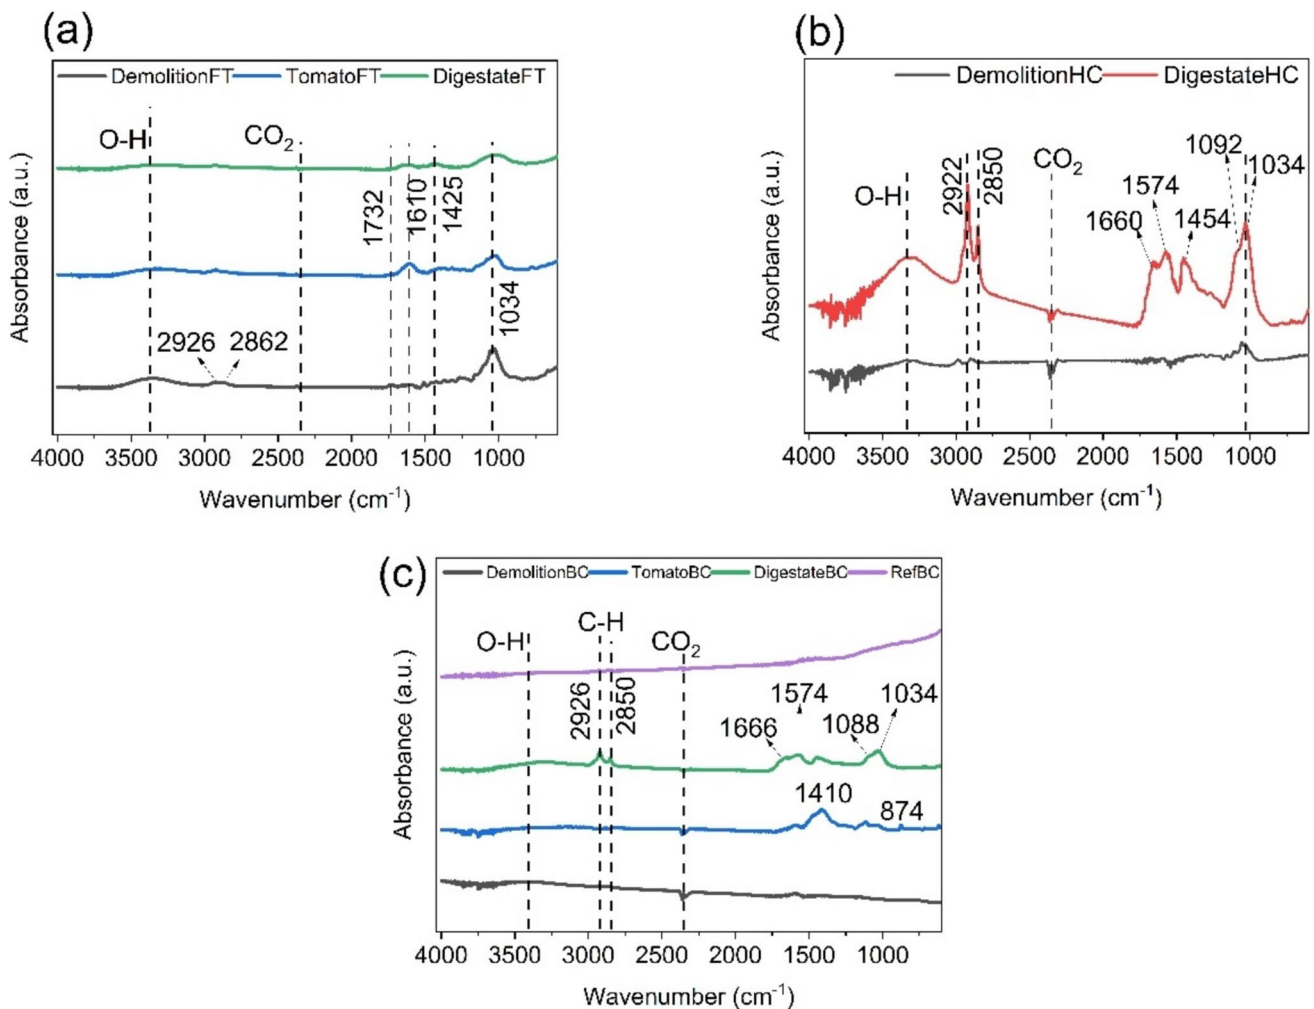 (a)
DemolitionFT TomatoFT DigestateFT
O-H
CO2
1732
1610
1425
2926 2862
1034
Absorbance (a.u.)
4000 3500 3000 2500 2000 1500 1000
Wavenumber (cm-1)
(b)
DemolitionHC DigestateHC
O-H
2922
2850
CO2
1092
1574
1034
1660
1454
Absorbance (a.u.)
4000 3500 3000 2500 2000 1500 1000
Wavenumber (cm-1)
(c)
DemolitionBC TomatoBC DigestateBC RefBC
O-H
C-H
CO2
2926
2850
1574
1034
1666
1088
1410
874
Absorbance (a.u.)
4000 3500 3000 2500 2000 1500 1000
Wavenumber (cm-1)